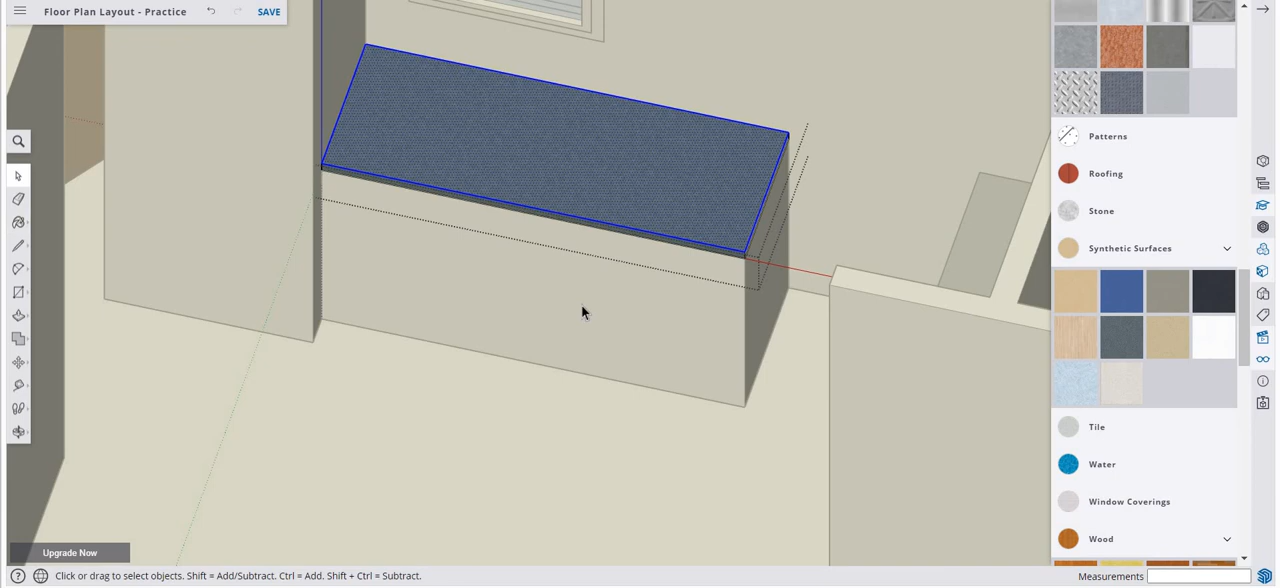 Floor Plan Layout - Practice
SAVE
Patterns
Roofing
Stone
Synthetic Surfaces
Tile
Water
Window Coverings
Wood
Upgrade Now
Click or drag to select objects. Shift = Add/Subtract. Ctrl = Add. Shift + Ctrl = Subtract.
Measurements